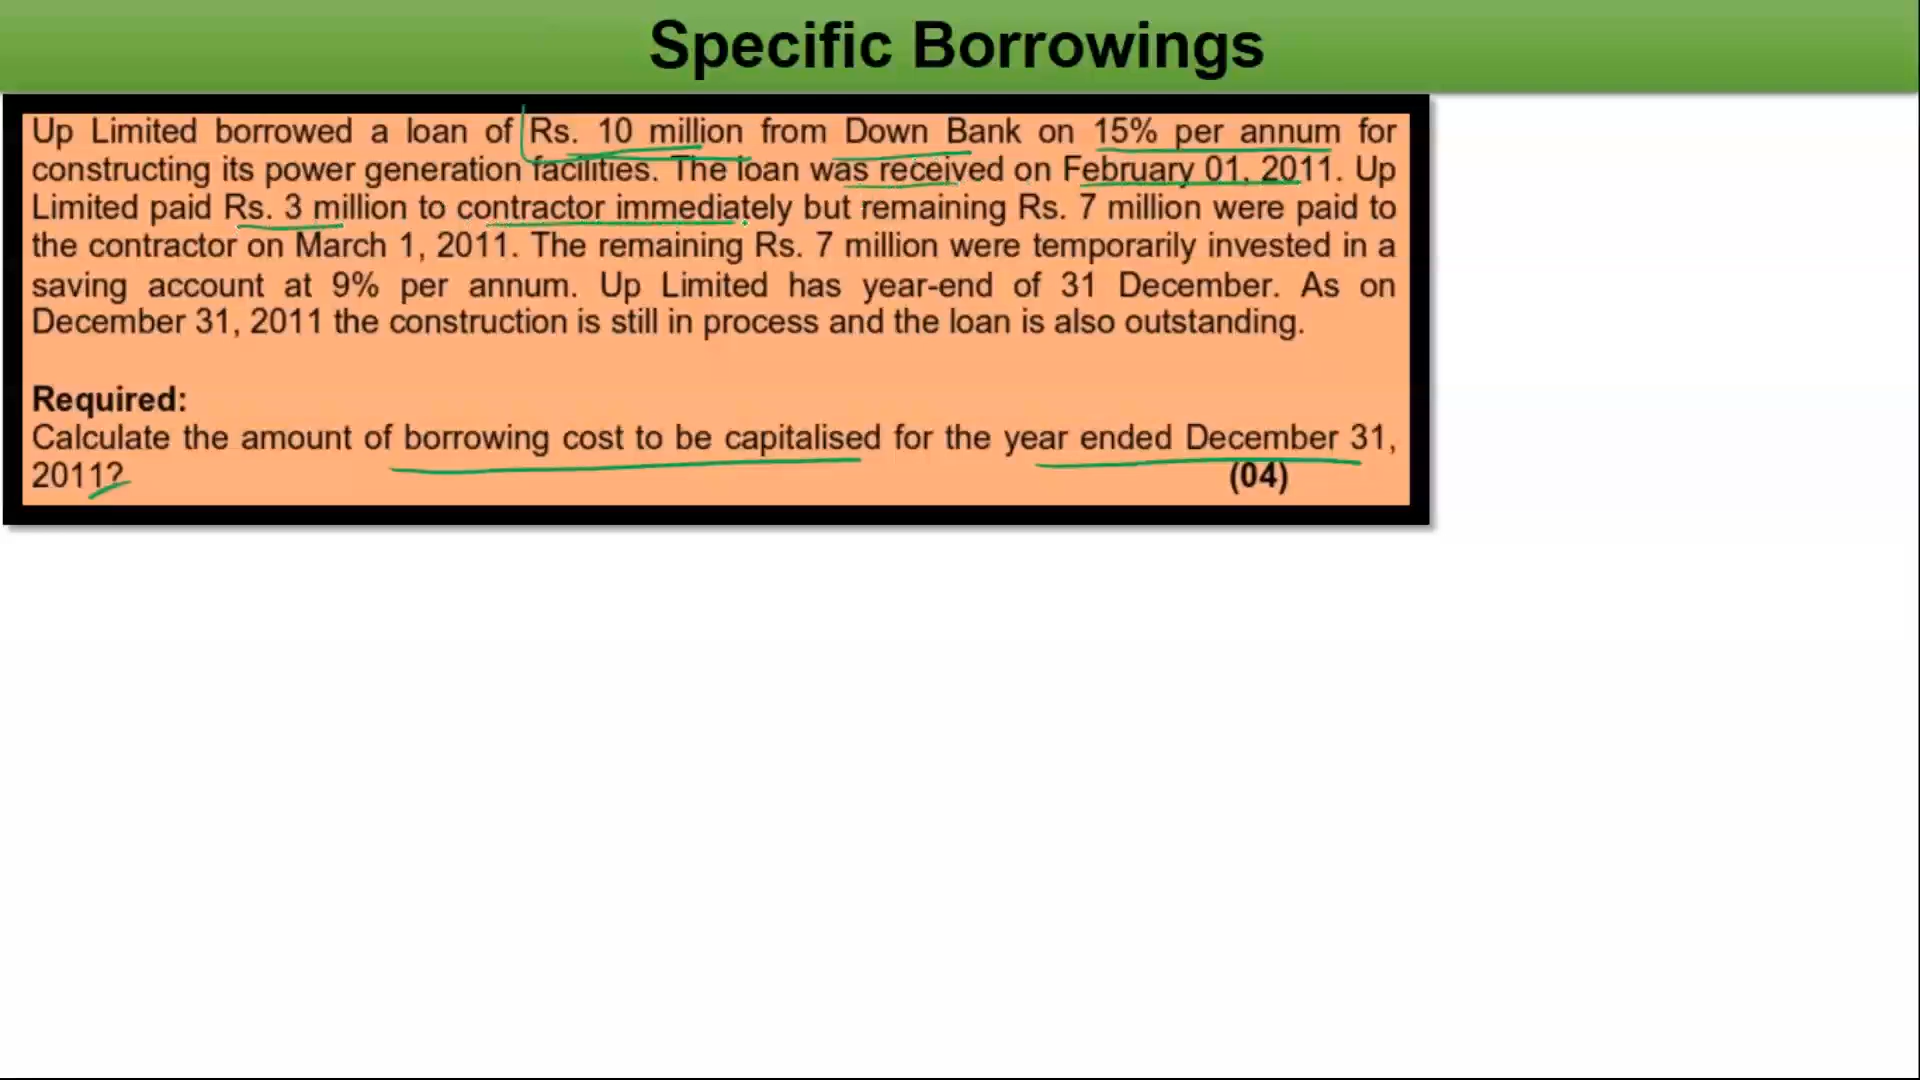 Specific Borrowings
Up Limited borrowed a loan of Rs. 10 million from Down Bank on 15% per annum for
constructing its power generation facilities. The loan was received on February 01, 2011. Up
Limited paid Rs. 3 million to contractor immediately but remaining Rs. 7 million were paid to
the contractor on March 1, 2011. The remaining Rs. 7 million were temporarily invested in a
saving account at 9% per annum. Up Limited has year-end of 31 December. As on
December 31, 2011 the construction is still in process and the loan is also outstanding.
Required:
Calculate the amount of borrowing cost to be capitalised for the year ended December 31,
2011? (04)